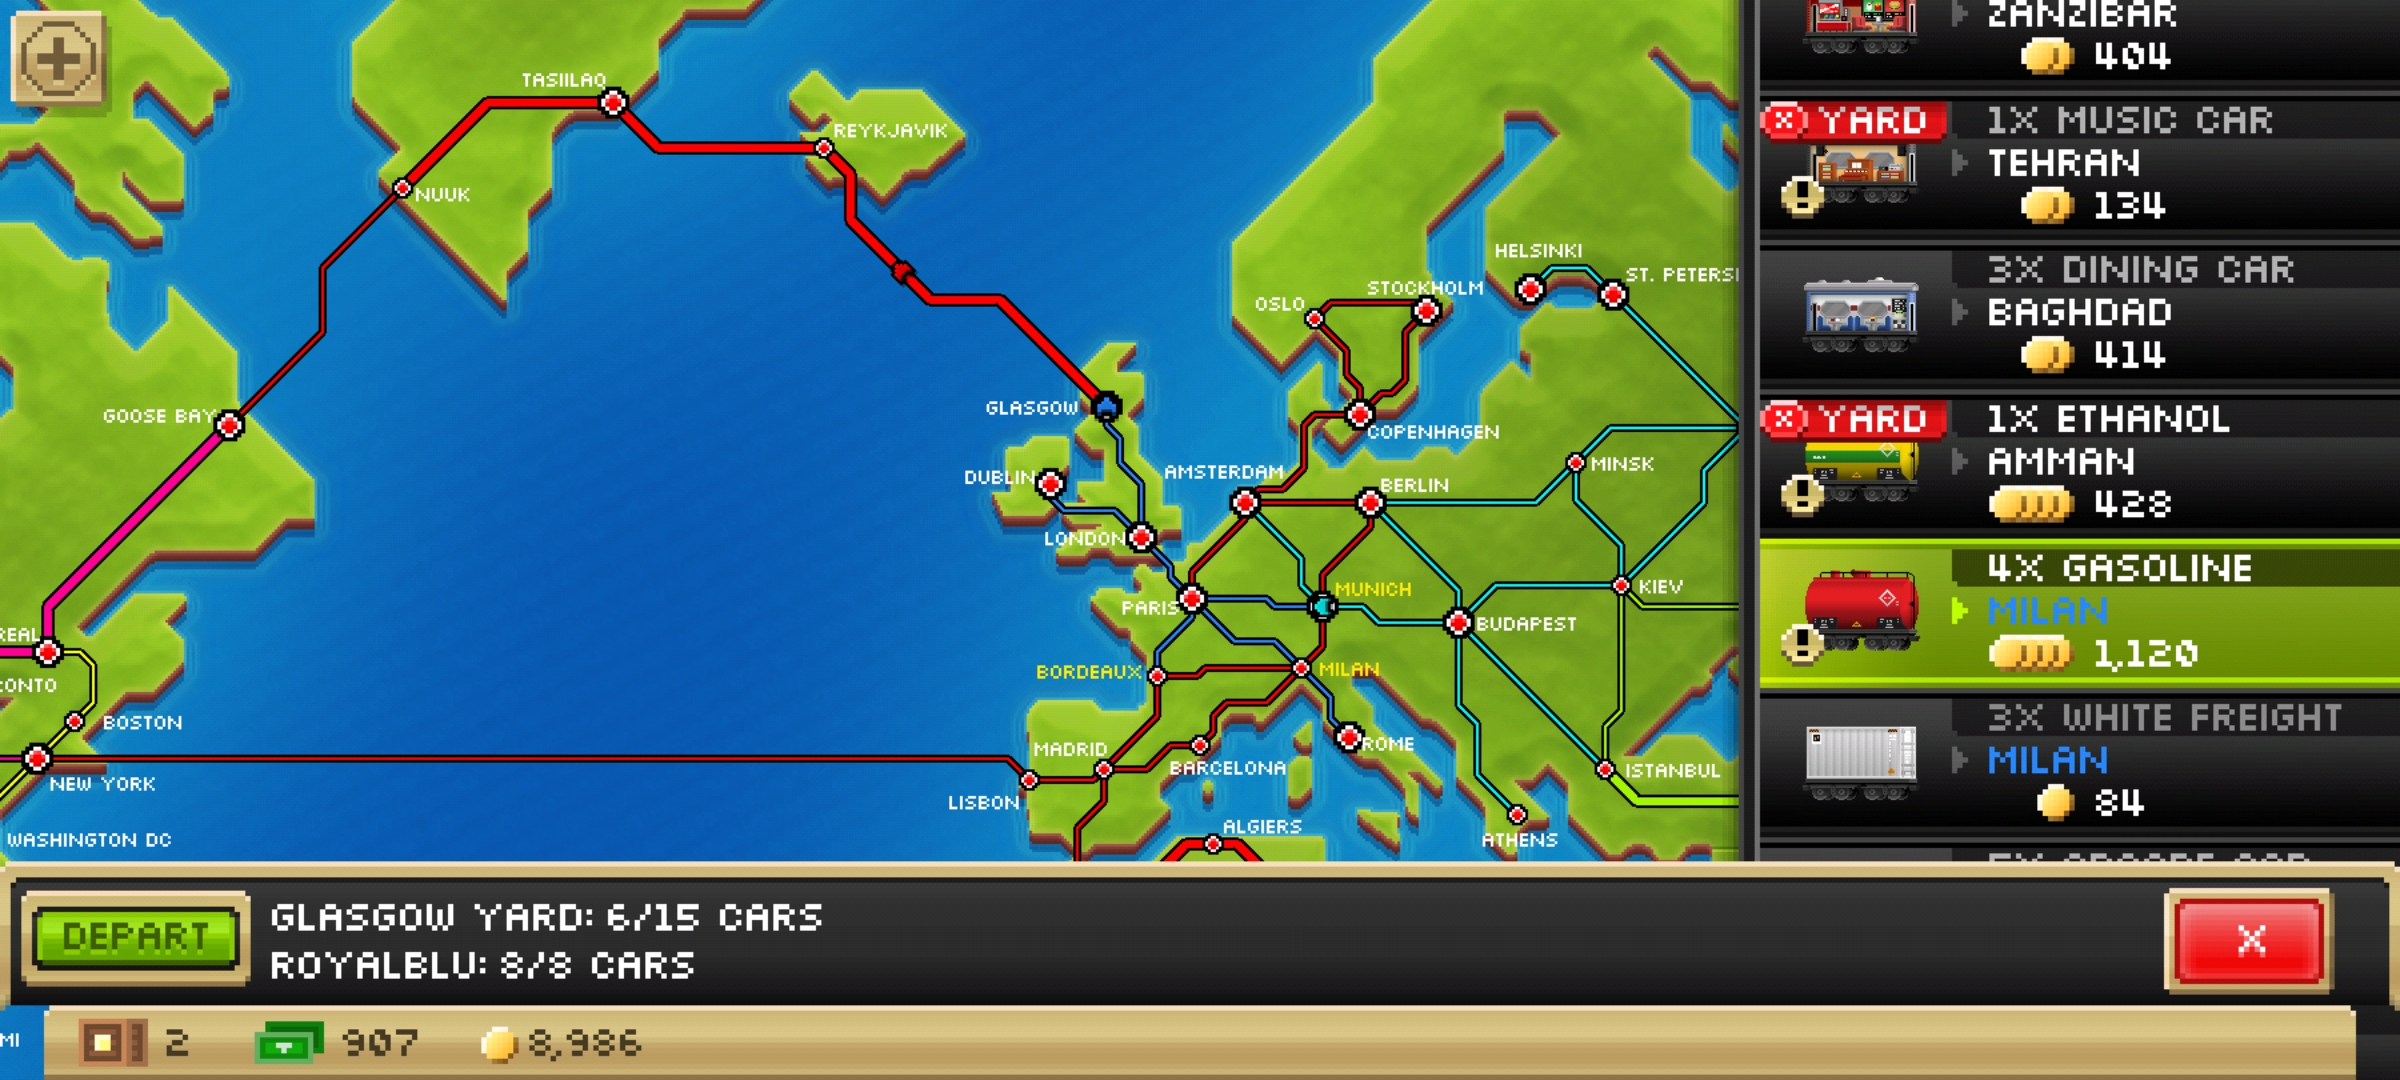 TASIILAQ
REYKJAVIK
NUUK
GOOSE BAY
REAL
ONTO
BOSTON
NEW YORK
WASHINGTON DC
HELSINKI
ST. PETERS
STOCKHOLM
OSLO
COPENHAGEN
GLASGOW
DUBLIN
LONDON
AMSTERDAM
BERLIN
MINSK
KIEV
PARIS
MUNICH
BUDAPEST
BORDEAUX
MILAN
MADRID
BARCELONA
ROME
LISBON
ALGIERS
ATHENS
ISTANBUL
ZANZIBAR
404
YARD
1X MUSIC CAR
TEHRAN
134
3X DINING CAR
BAGHDAD
414
YARD
1X ETHANOL
AMMAN
428
4X GASOLINE
MILAN
1,120
3X WHITE FREIGHT
MILAN
84
DEPART
GLASGOW YARD: 6/15 CARS
ROYALBLU: 8/8 CARS
X
MI
2
907
8,986